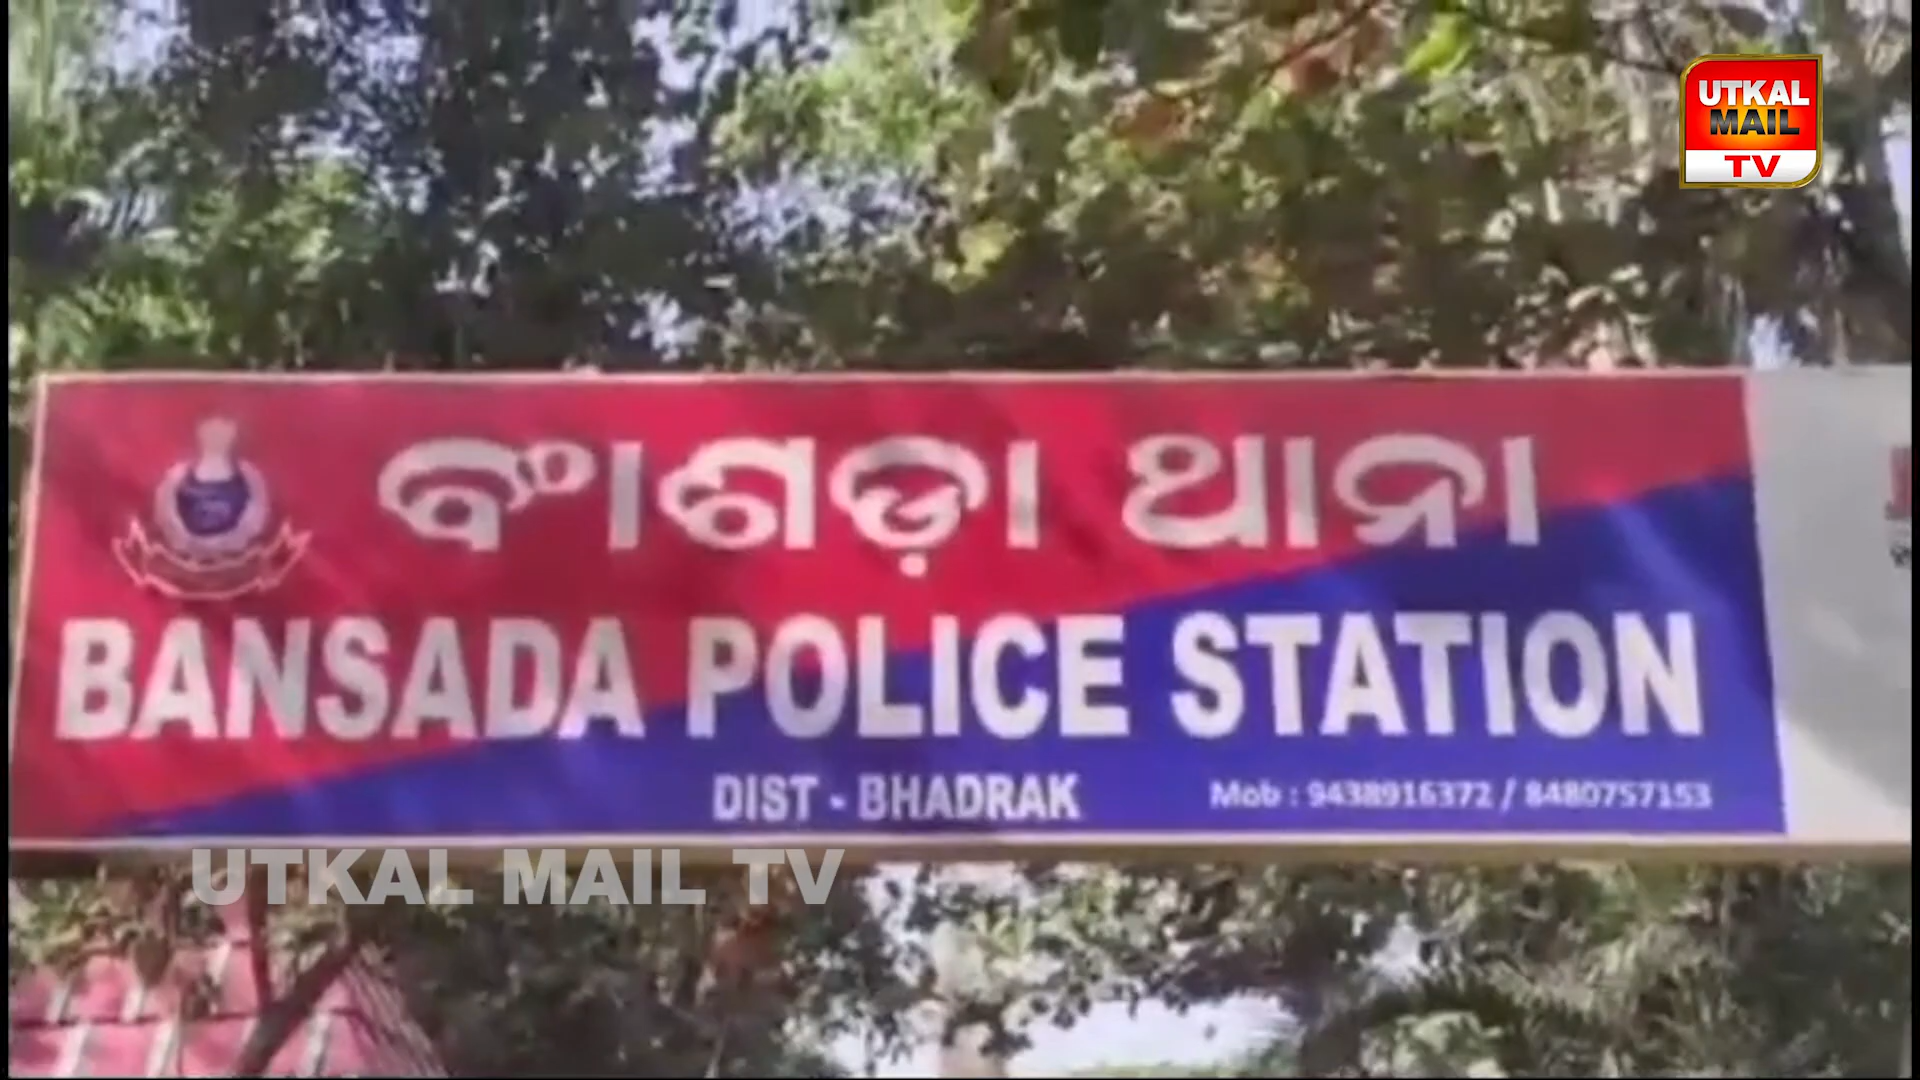 UTKAL
MAIL
TV
ବାଂଶଡ଼ା ଥାନା
BANSADA POLICE STATION
DIST - BHADRAK
Mob : 9438916372 / 8480757153
UTKAL MAIL TV